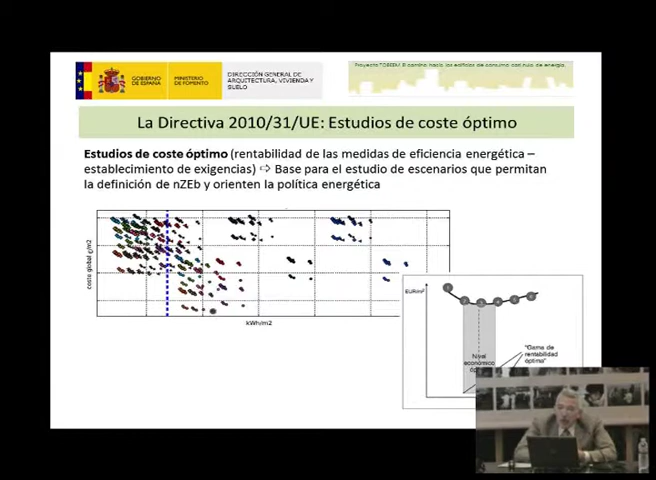 GOBIERNO
DE ESPAÑA
MINISTERIO
DE FOMENTO
DIRECCIÓN GENERAL DE
ARQUITECTURA, VIVIENDA Y
SUELO
La Directiva 2010/31/UE: Estudios de coste óptimo
Estudios de coste óptimo (rentabilidad de las medidas de eficiencia energética –
establecimiento de exigencias) ⇨ Base para el estudio de escenarios que permitan
la definición de nZEb y orienten la política energética
coste global €/m2
kWh/m2
EUR/m²
Nivel
económico
"Gama de
rentabilidad
óptima"